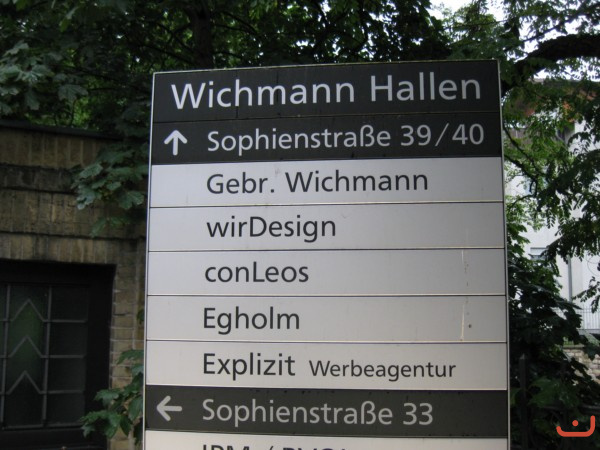 Wichmann Hallen
↑ Sophienstraße 39/40
Gebr. Wichmann
wirDesign
conLeos
Egholm
Explizit Werbeagentur
← Sophienstraße 33